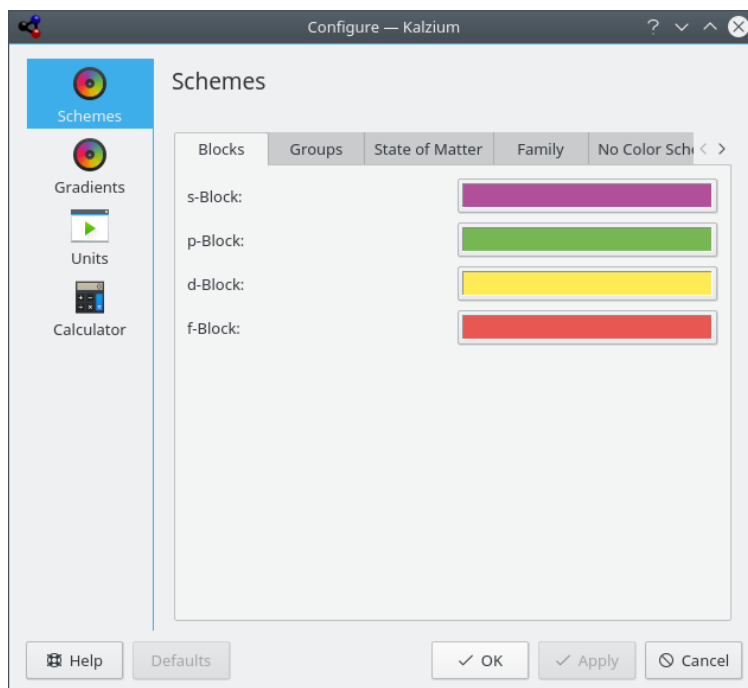 Configure — Kalzium
Schemes
Gradients
Units
Calculator
Schemes
Blocks Groups State of Matter Family No Color Sch
s-Block:
p-Block:
d-Block:
f-Block:
Help Defaults OK Apply Cancel